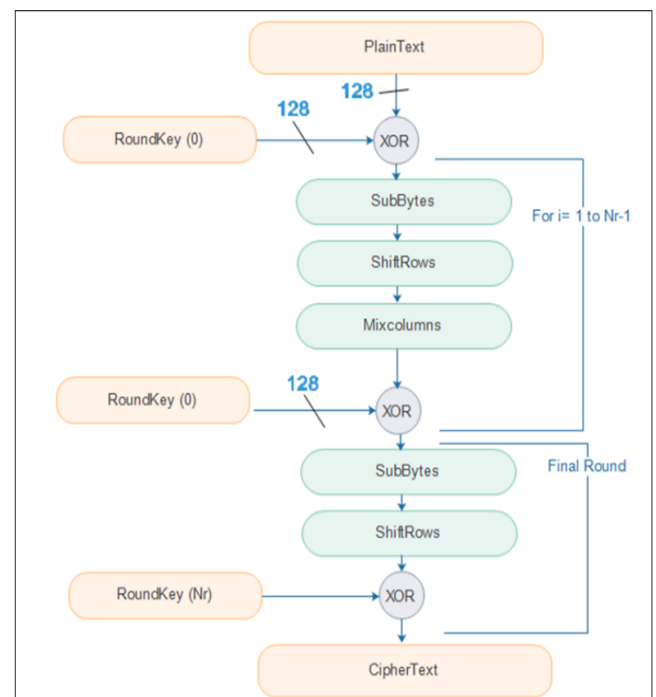 PlainText
128
128
RoundKey (0)
XOR
SubBytes
For i= 1 to Nr-1
ShiftRows
Mixcolumns
128
RoundKey (0)
XOR
SubBytes
Final Round
ShiftRows
RoundKey (Nr)
XOR
CipherText